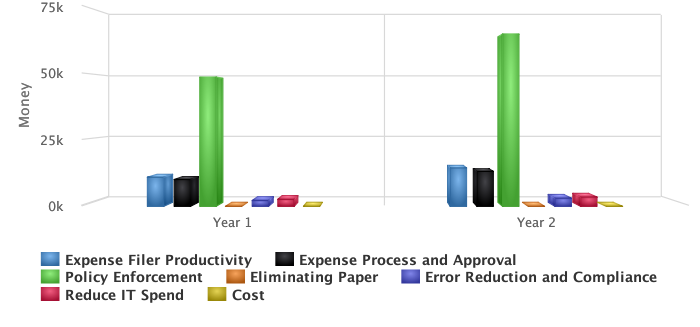 75k
50k
25k
0k
Money
Year 1
Year 2
Expense Filer Productivity
Expense Process and Approval
Policy Enforcement
Eliminating Paper
Error Reduction and Compliance
Reduce IT Spend
Cost